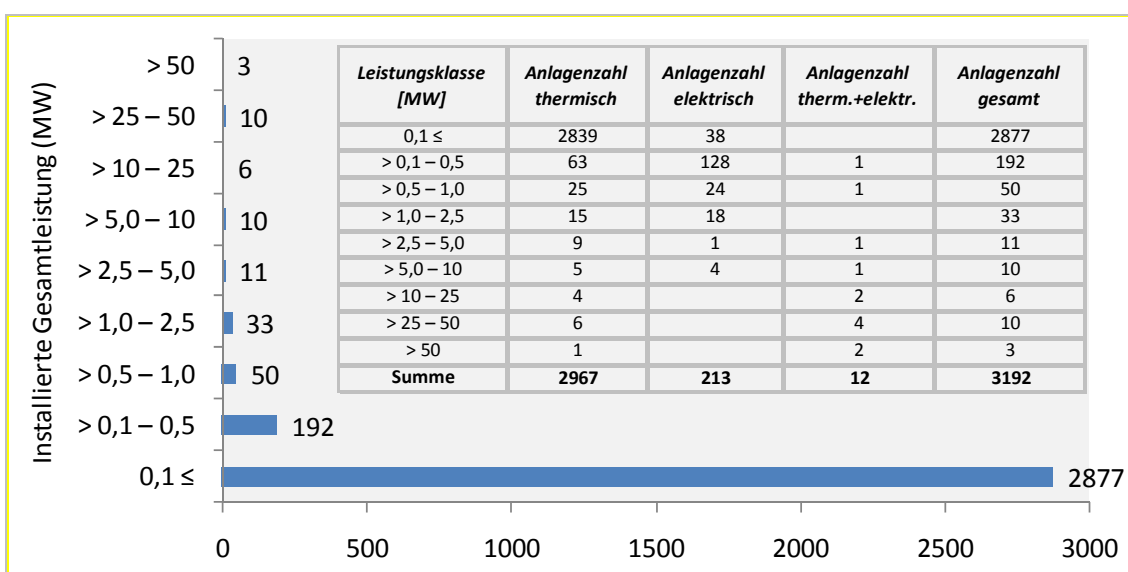 Installierte Gesamtleistung (MW)
> 50 3
> 25 – 50 10
> 10 – 25 6
> 5,0 – 10 10
> 2,5 – 5,0 11
> 1,0 – 2,5 33
> 0,5 – 1,0 50
> 0,1 – 0,5 192
0,1 ≤ 2877
0 500 1000 1500 2000 2500 3000
Leistungsklasse [MW] Anlagenzahl thermisch Anlagenzahl elektrisch Anlagenzahl therm.+elektr. Anlagenzahl gesamt
0,1 ≤ 2839 38 2877
> 0,1 – 0,5 63 128 1 192
> 0,5 – 1,0 25 24 1 50
> 1,0 – 2,5 15 18 33
> 2,5 – 5,0 9 1 1 11
> 5,0 – 10 5 4 1 10
> 10 – 25 4 2 6
> 25 – 50 6 4 10
> 50 1 2 3
Summe 2967 213 12 3192